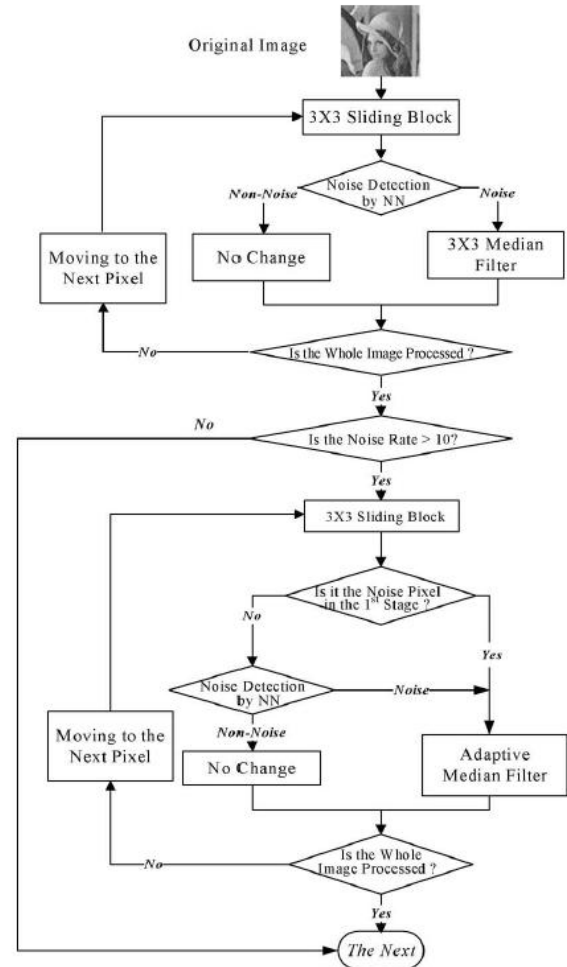 Original Image
3X3 Sliding Block
Noise Detection
by NN
Non-Noise
Noise
Moving to the
Next Pixel
No Change
3X3 Median
Filter
Is the Whole Image Processed ?
No
Yes
No
Is the Noise Rate > 10?
Yes
3X3 Sliding Block
Is it the Noise Pixel
in the 1st Stage ?
No
Yes
Noise Detection
by NN
Noise
Non-Noise
Moving to the
Next Pixel
No Change
Adaptive
Median Filter
Is the Whole
Image Processed ?
No
Yes
The Next